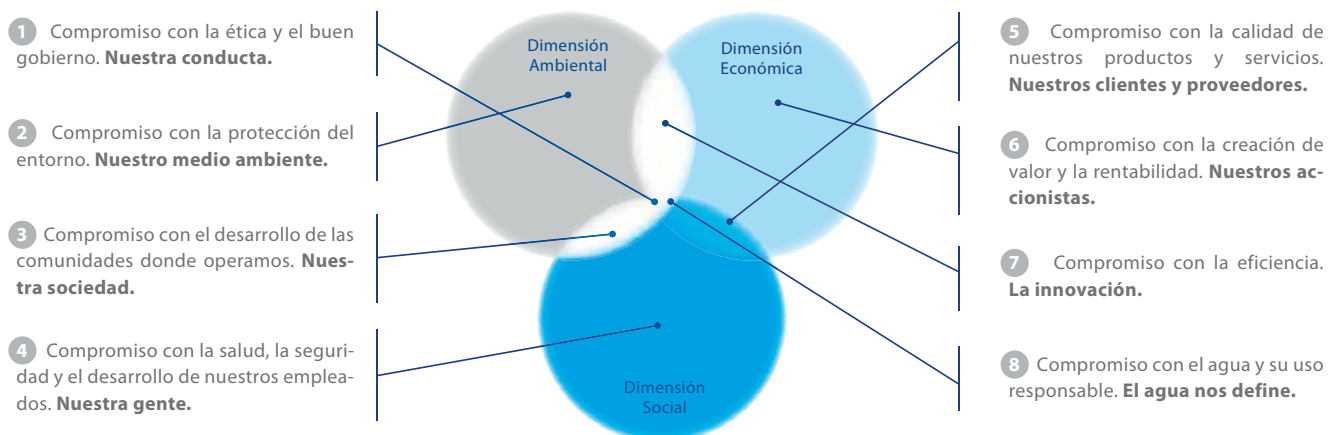 1 Compromiso con la ética y el buen
gobierno. Nuestra conducta.
2 Compromiso con la protección del
entorno. Nuestro medio ambiente.
3 Compromiso con el desarrollo de las
comunidades donde operamos. Nues-
tra sociedad.
4 Compromiso con la salud, la seguri-
dad y el desarrollo de nuestros emplea-
dos. Nuestra gente.
Dimensión
Ambiental
Dimensión
Económica
Dimensión
Social
5 Compromiso con la calidad de
nuestros productos y servicios.
Nuestros clientes y proveedores.
6 Compromiso con la creación de
valor y la rentabilidad. Nuestros ac-
cionistas.
7 Compromiso con la eficiencia.
La innovación.
8 Compromiso con el agua y su uso
responsable. El agua nos define.